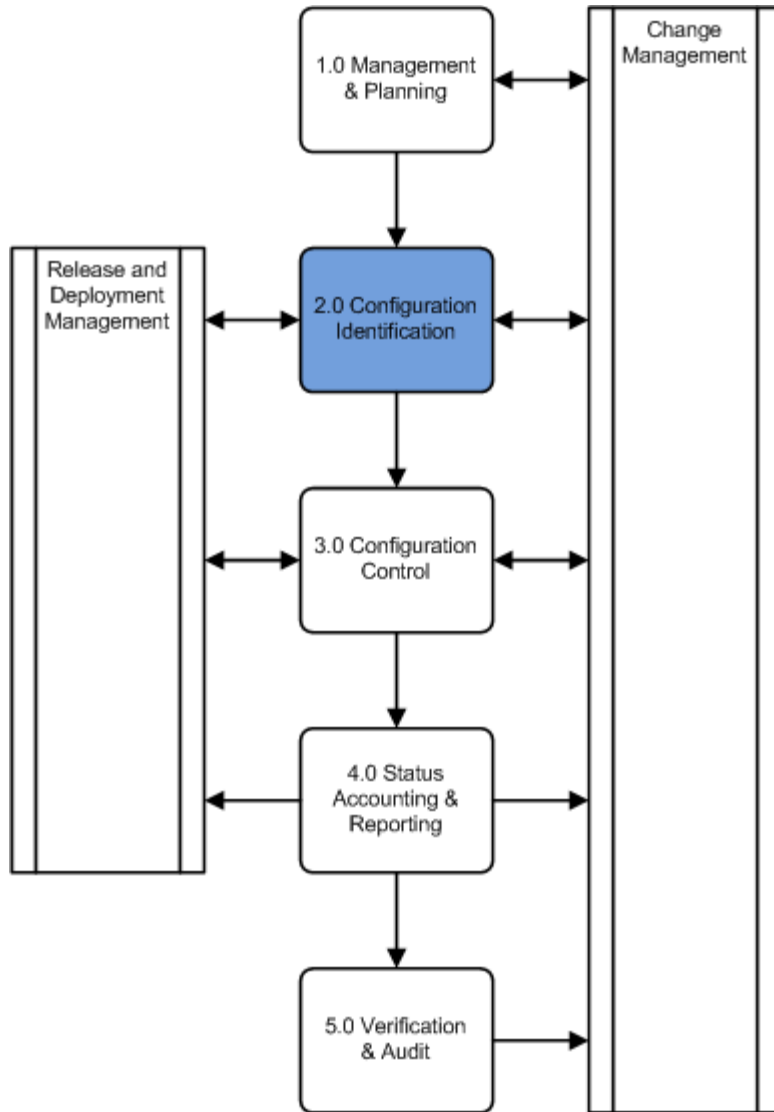 1.0 Management
& Planning
Change
Management
Release and
Deployment
Management
2.0 Configuration
Identification
3.0 Configuration
Control
4.0 Status
Accounting &
Reporting
5.0 Verification
& Audit